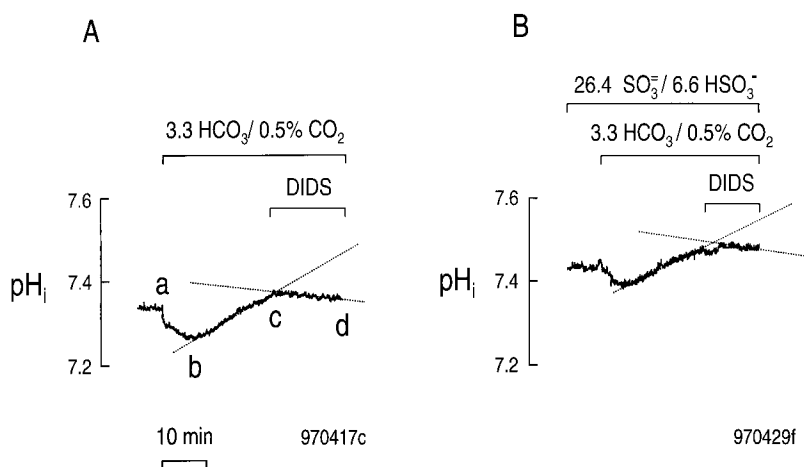 A
3.3 HCO₃/ 0.5% CO₂
DIDS
7.6
7.4
7.2
pHᵢ
a
b
c
d
10 min
970417c
B
26.4 SO₃⁼/ 6.6 HSO₃⁻
3.3 HCO₃/ 0.5% CO₂
DIDS
7.6
7.4
7.2
pHᵢ
970429f